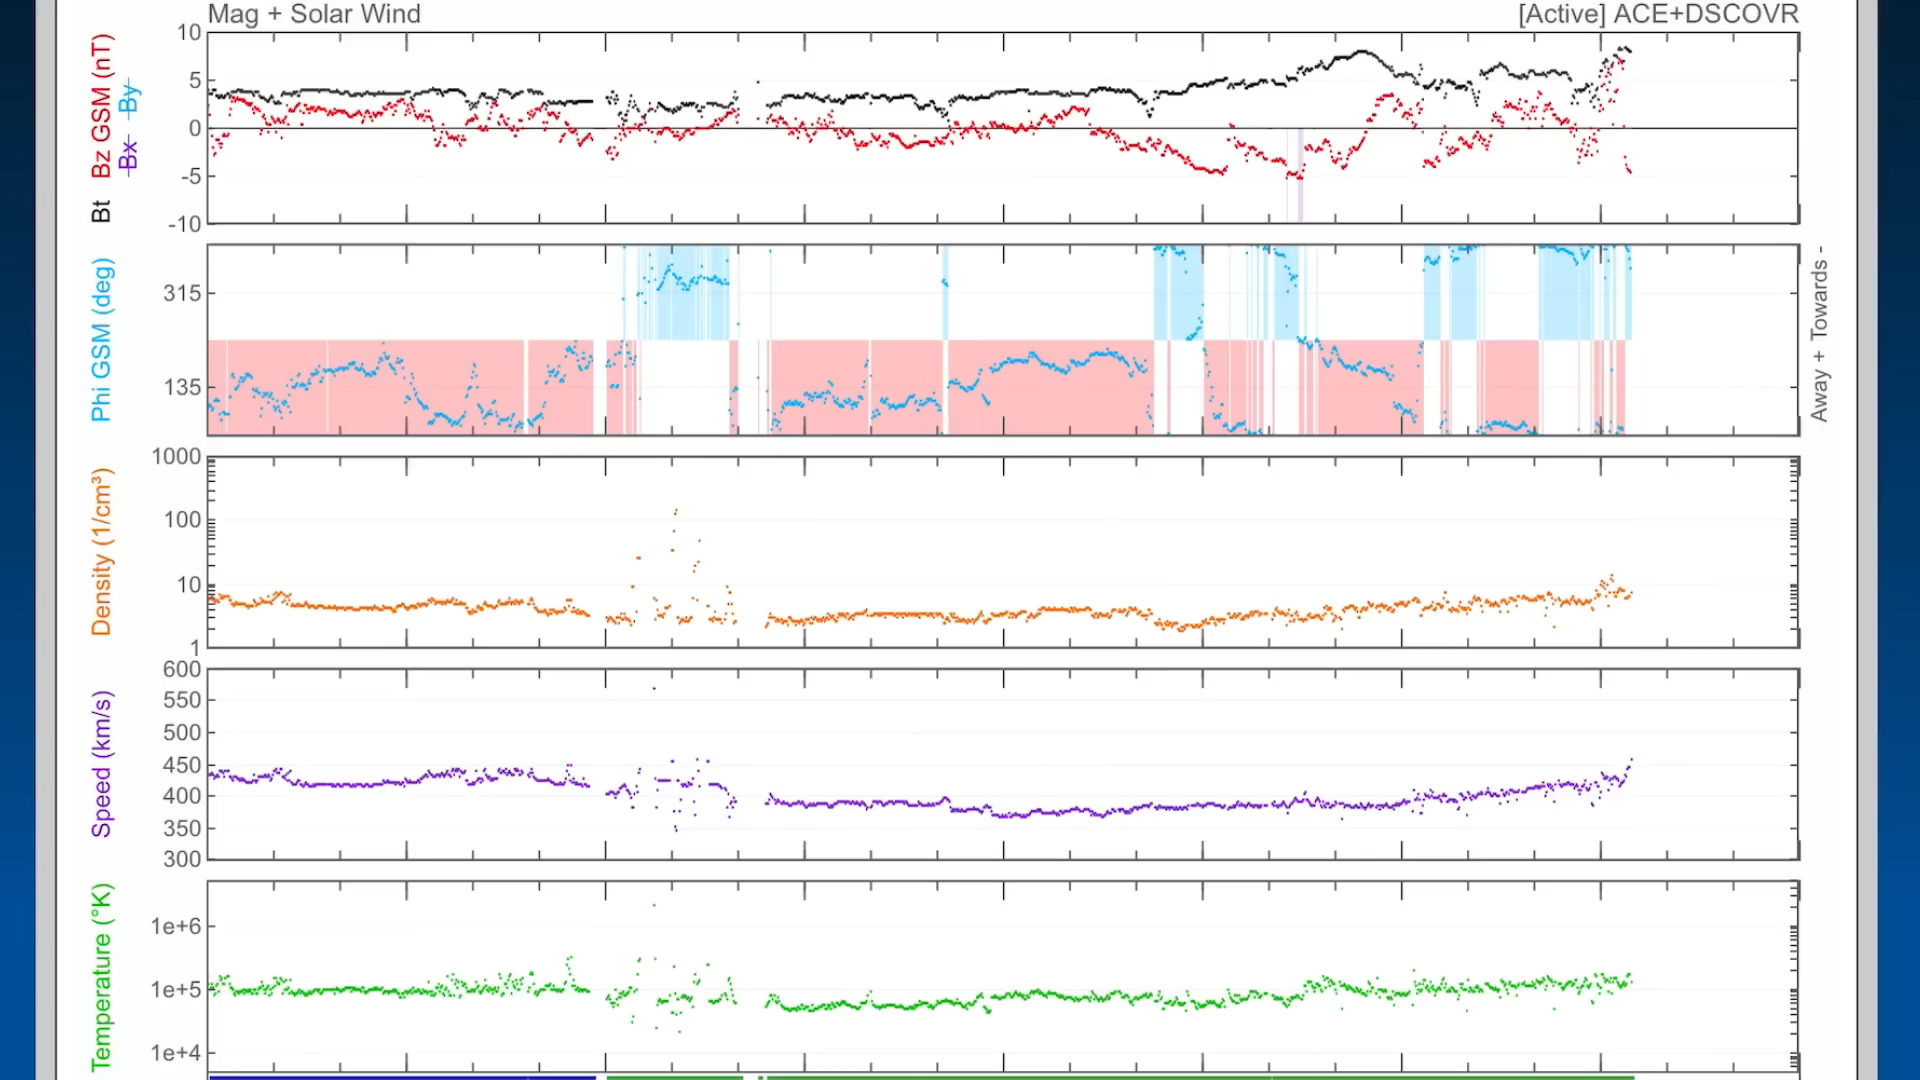 Mag + Solar Wind
[Active] ACE+DSCOVR
10
5
0
-5
-10
Bt Bz GSM (nT)
Bx By
315
135
Phi GSM (deg)
Away + Towards -
1000
100
10
1
Density (1/cm³)
600
550
500
450
400
350
300
Speed (km/s)
1e+6
1e+5
1e+4
Temperature (°K)